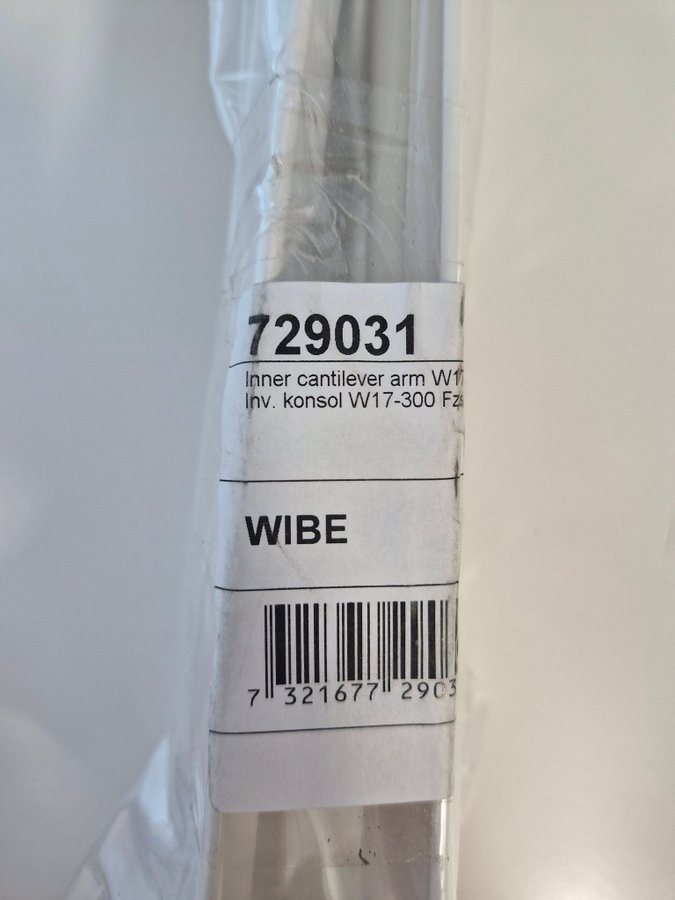 729031
Inner cantilever arm W17
Inv. konsol W17-300 Fzs
WIBE
7 321677 2903